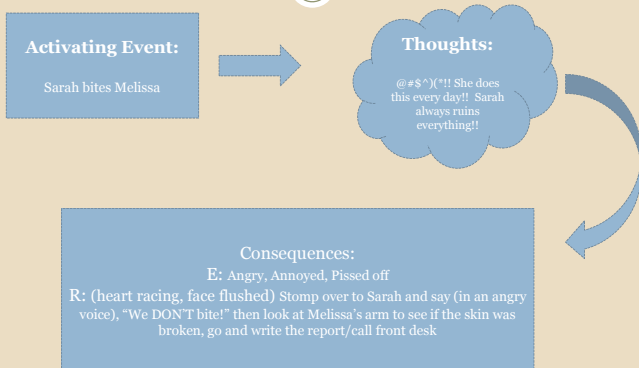 Activating Event:
Sarah bites Melissa
Thoughts:
@#$^)(*!! She does
this every day!! Sarah
always ruins
everything!!
Consequences:
E: Angry, Annoyed, Pissed off
R: (heart racing, face flushed) Stomp over to Sarah and say (in an angry
voice), “We DON’T bite!” then look at Melissa’s arm to see if the skin was
broken, go and write the report/call front desk